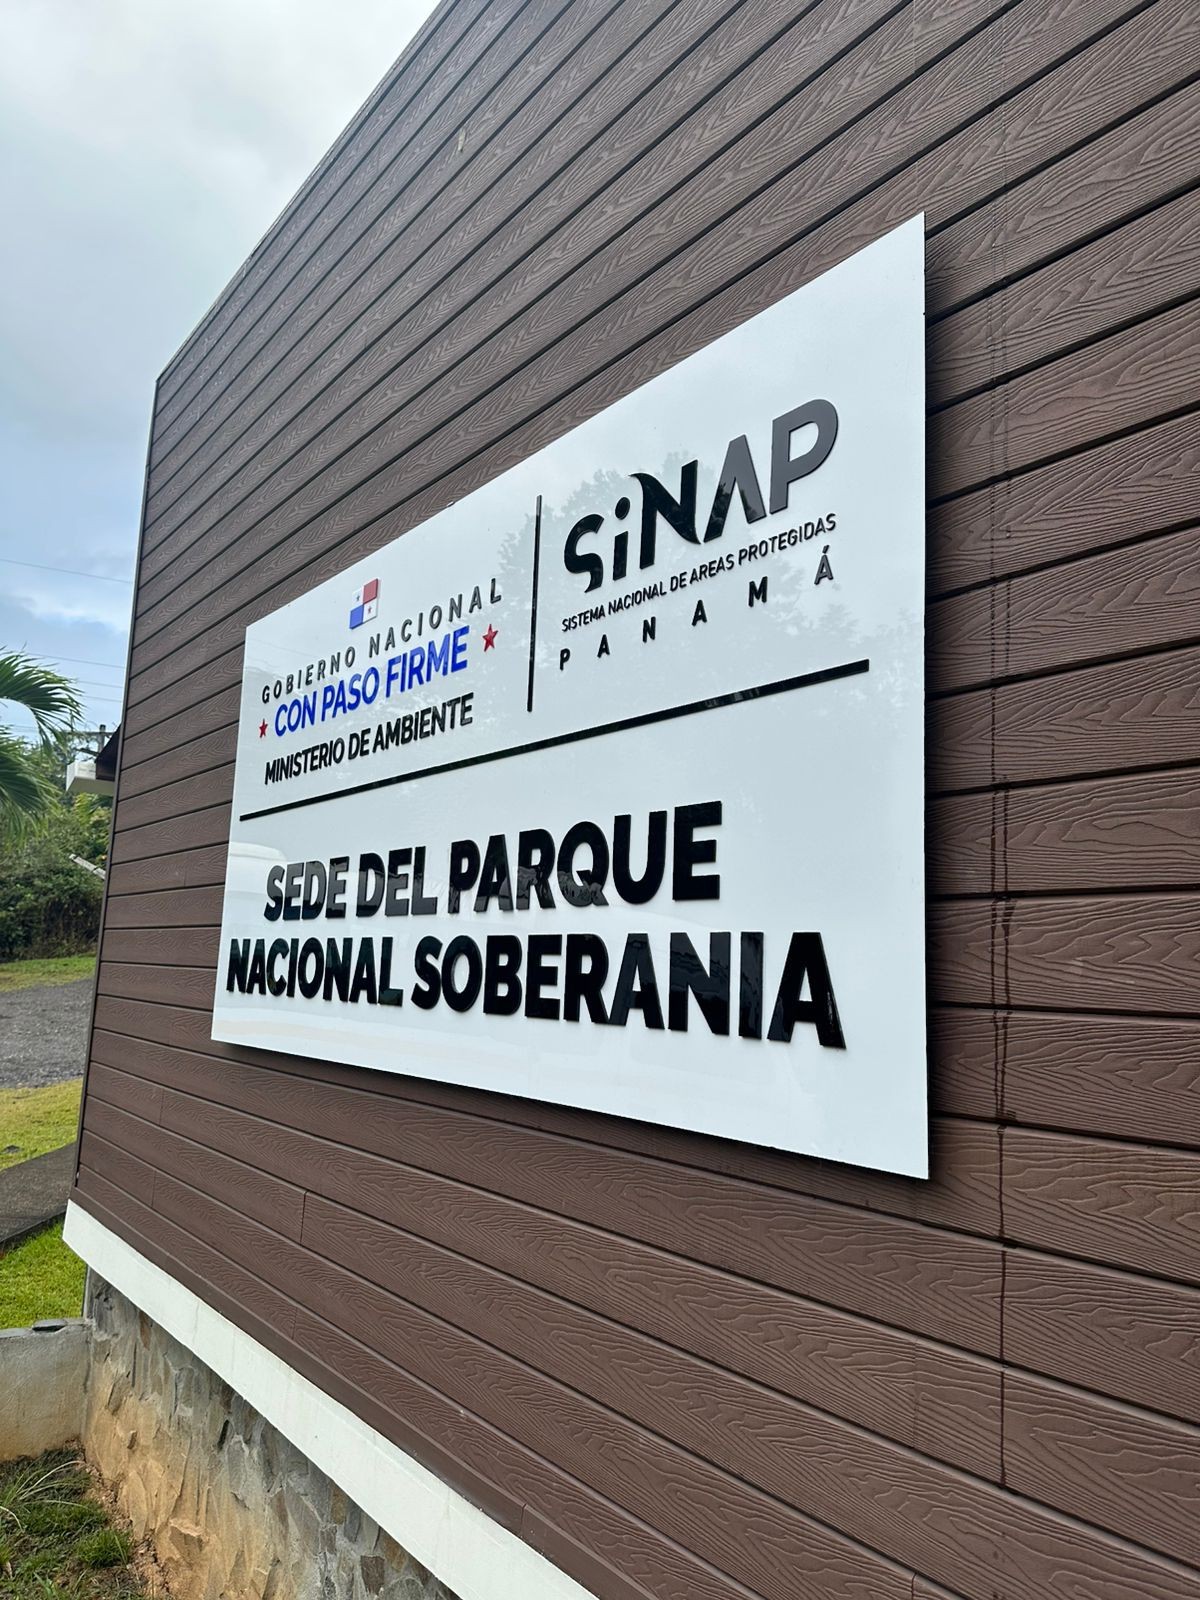 GOBIERNO NACIONAL
CON PASO FIRME
MINISTERIO DE AMBIENTE
SiNAP
SISTEMA NACIONAL DE AREAS PROTEGIDAS
PANAMÁ
SEDE DEL PARQUE
NACIONAL SOBERANIA